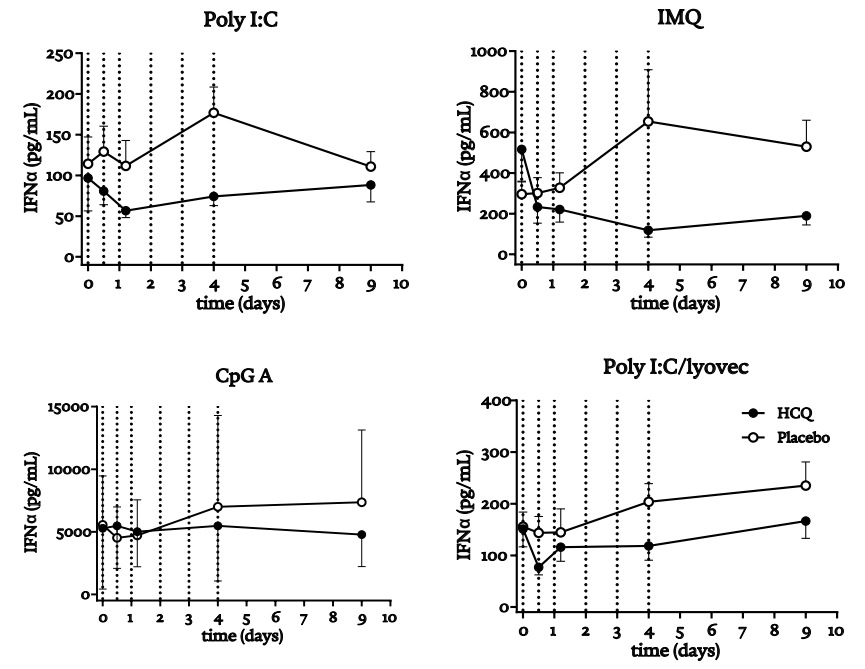 Poly I:C
250
200
150
100
50
0
IFNα (pg/mL)
0 1 2 3 4 5 6 7 8 9 10
time (days)
IMQ
1000
800
600
400
200
0
IFNα (pg/mL)
0 1 2 3 4 5 6 7 8 9 10
time (days)
CpG A
15000
10000
5000
0
IFNα (pg/mL)
0 1 2 3 4 5 6 7 8 9 10
time (days)
Poly I:C/lyovec
400
300
200
100
0
IFNα (pg/mL)
HCQ
Placebo
0 1 2 3 4 5 6 7 8 9 10
time (days)